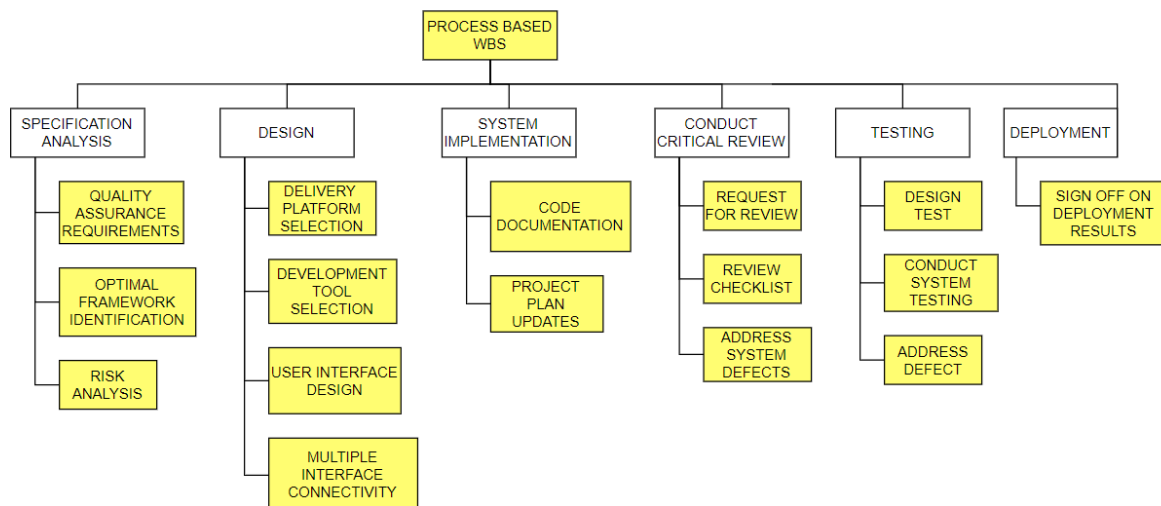 PROCESS BASED
WBS
SPECIFICATION
ANALYSIS
DESIGN
SYSTEM
IMPLEMENTATION
CONDUCT
CRITICAL REVIEW
TESTING
DEPLOYMENT
QUALITY
ASSURANCE
REQUIREMENTS
OPTIMAL
FRAMEWORK
IDENTIFICATION
RISK
ANALYSIS
DELIVERY
PLATFORM
SELECTION
DEVELOPMENT
TOOL
SELECTION
USER INTERFACE
DESIGN
MULTIPLE
INTERFACE
CONNECTIVITY
CODE
DOCUMENTATION
PROJECT
PLAN
UPDATES
REQUEST
FOR REVIEW
REVIEW
CHECKLIST
ADDRESS
SYSTEM
DEFECTS
DESIGN
TEST
CONDUCT
SYSTEM
TESTING
ADDRESS
DEFECT
SIGN OFF ON
DEPLOYMENT
RESULTS